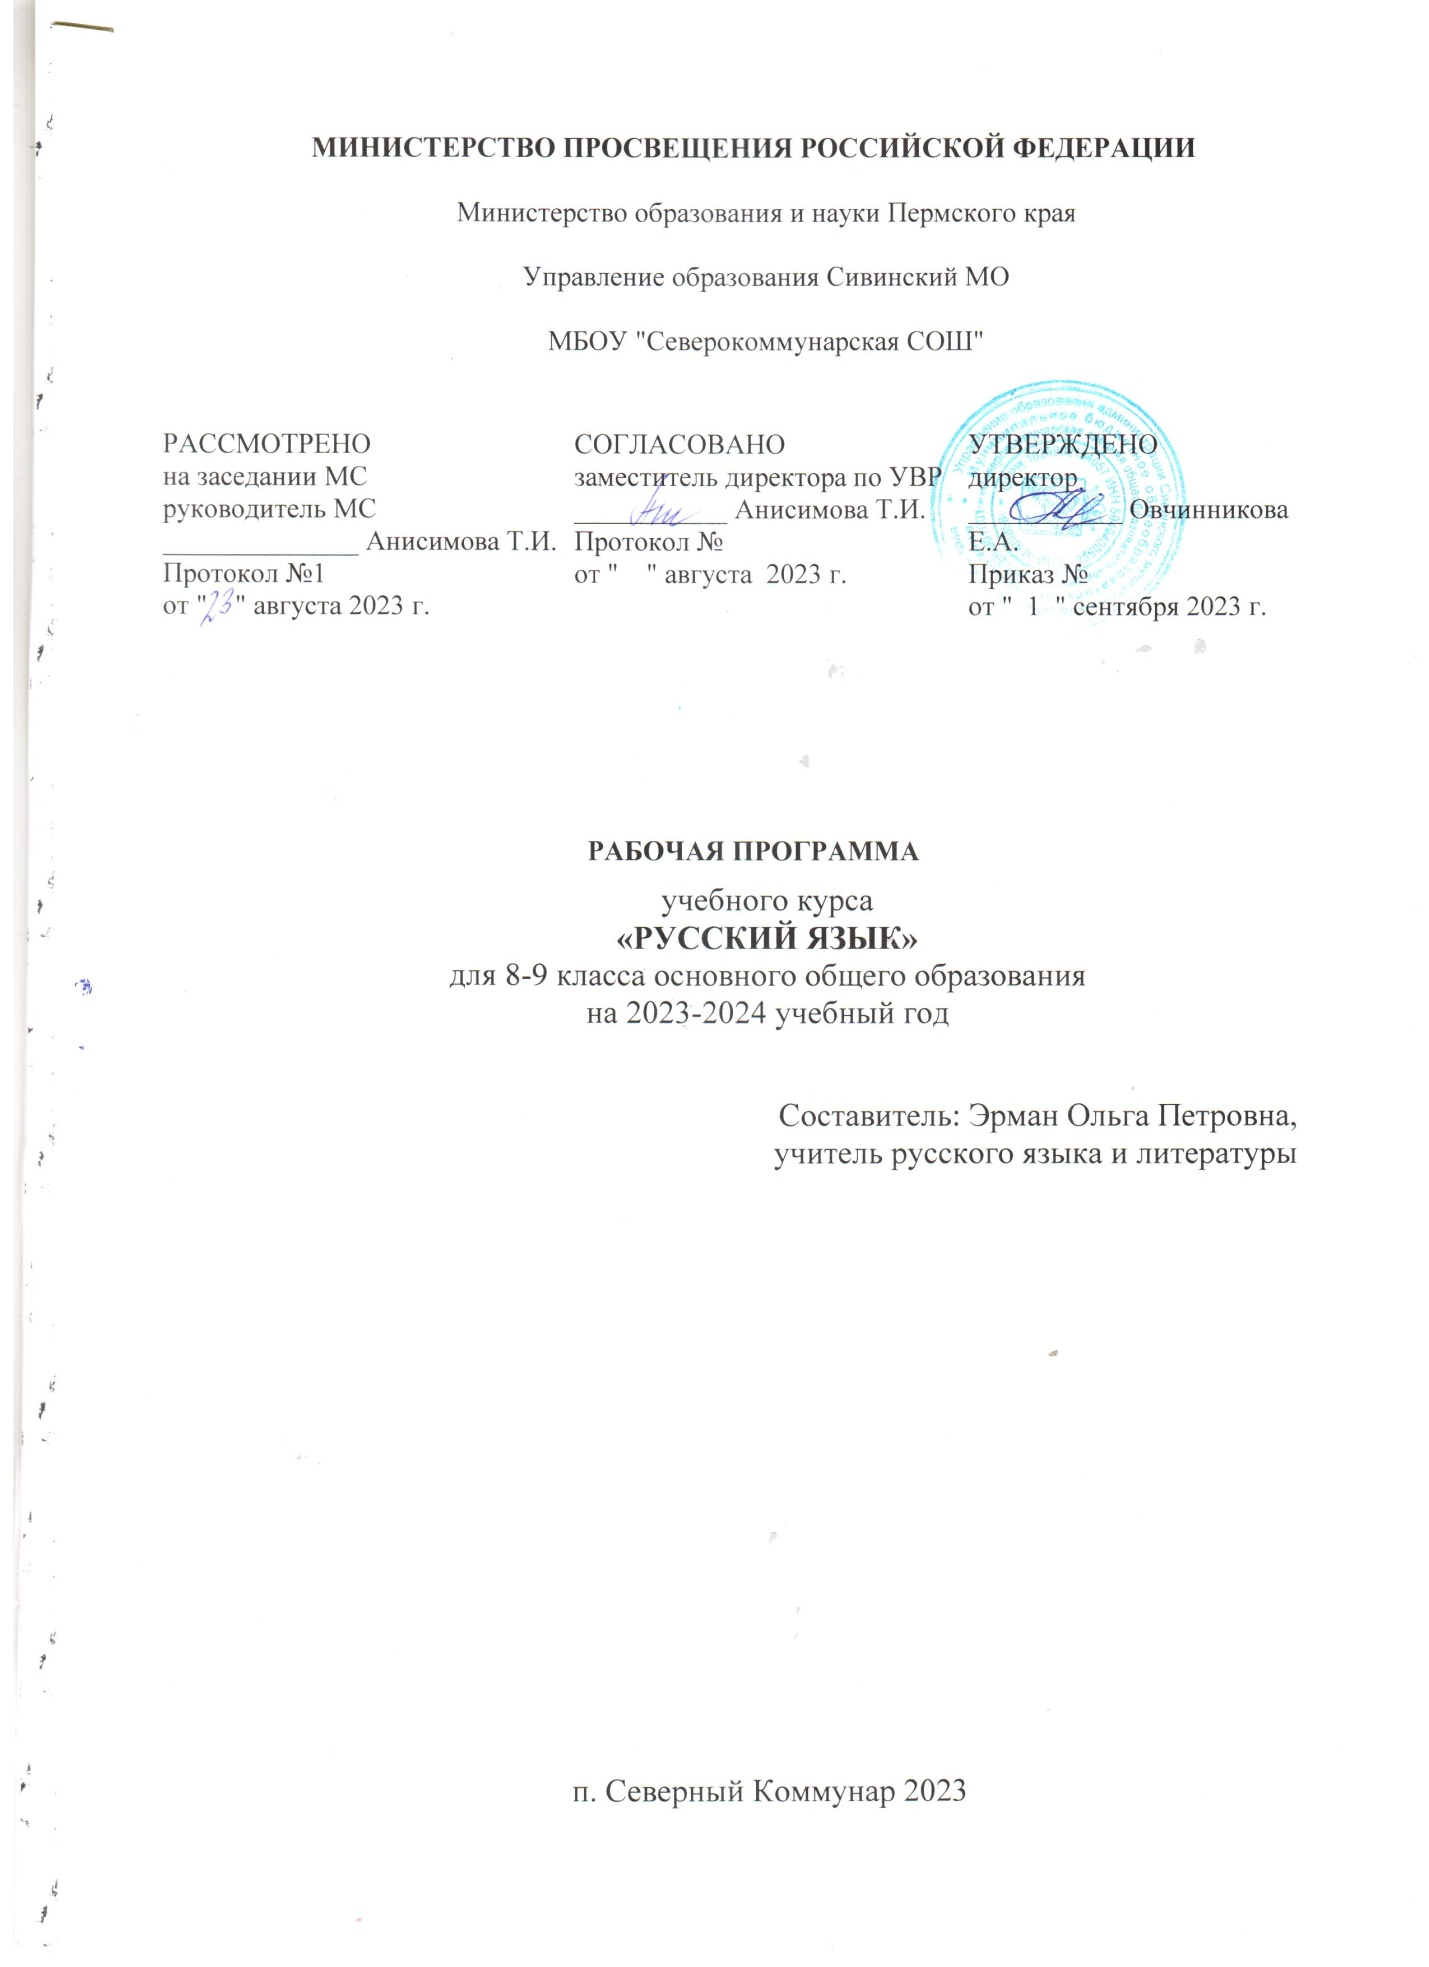 МИНИСТЕРСТВО ПРОСВЕЩЕНИЯ РОССИЙСКОЙ ФЕДЕРАЦИИ
Министерство образования и науки Пермского края
Управление образования Сивинский МО
МБОУ "Северокоммунарская СОШ"
РАССМОТРЕНО
на заседании МС
руководитель МС
_______________ Анисимова Т.И.
Протокол №1
от "23" августа 2023 г.
СОГЛАСОВАНО
заместитель директора по УВР
____________ Анисимова Т.И.
Протокол №
от "    " августа  2023 г.
УТВЕРЖДЕНО
директор
____________ Овчинникова
Е.А.
Приказ №
от "  1  " сентября 2023 г.
РАБОЧАЯ ПРОГРАММА
учебного курса
«РУССКИЙ ЯЗЫК»
для 8-9 класса основного общего образования
на 2023-2024 учебный год
Составитель: Эрман Ольга Петровна,
учитель русского языка и литературы
п. Северный Коммунар 2023